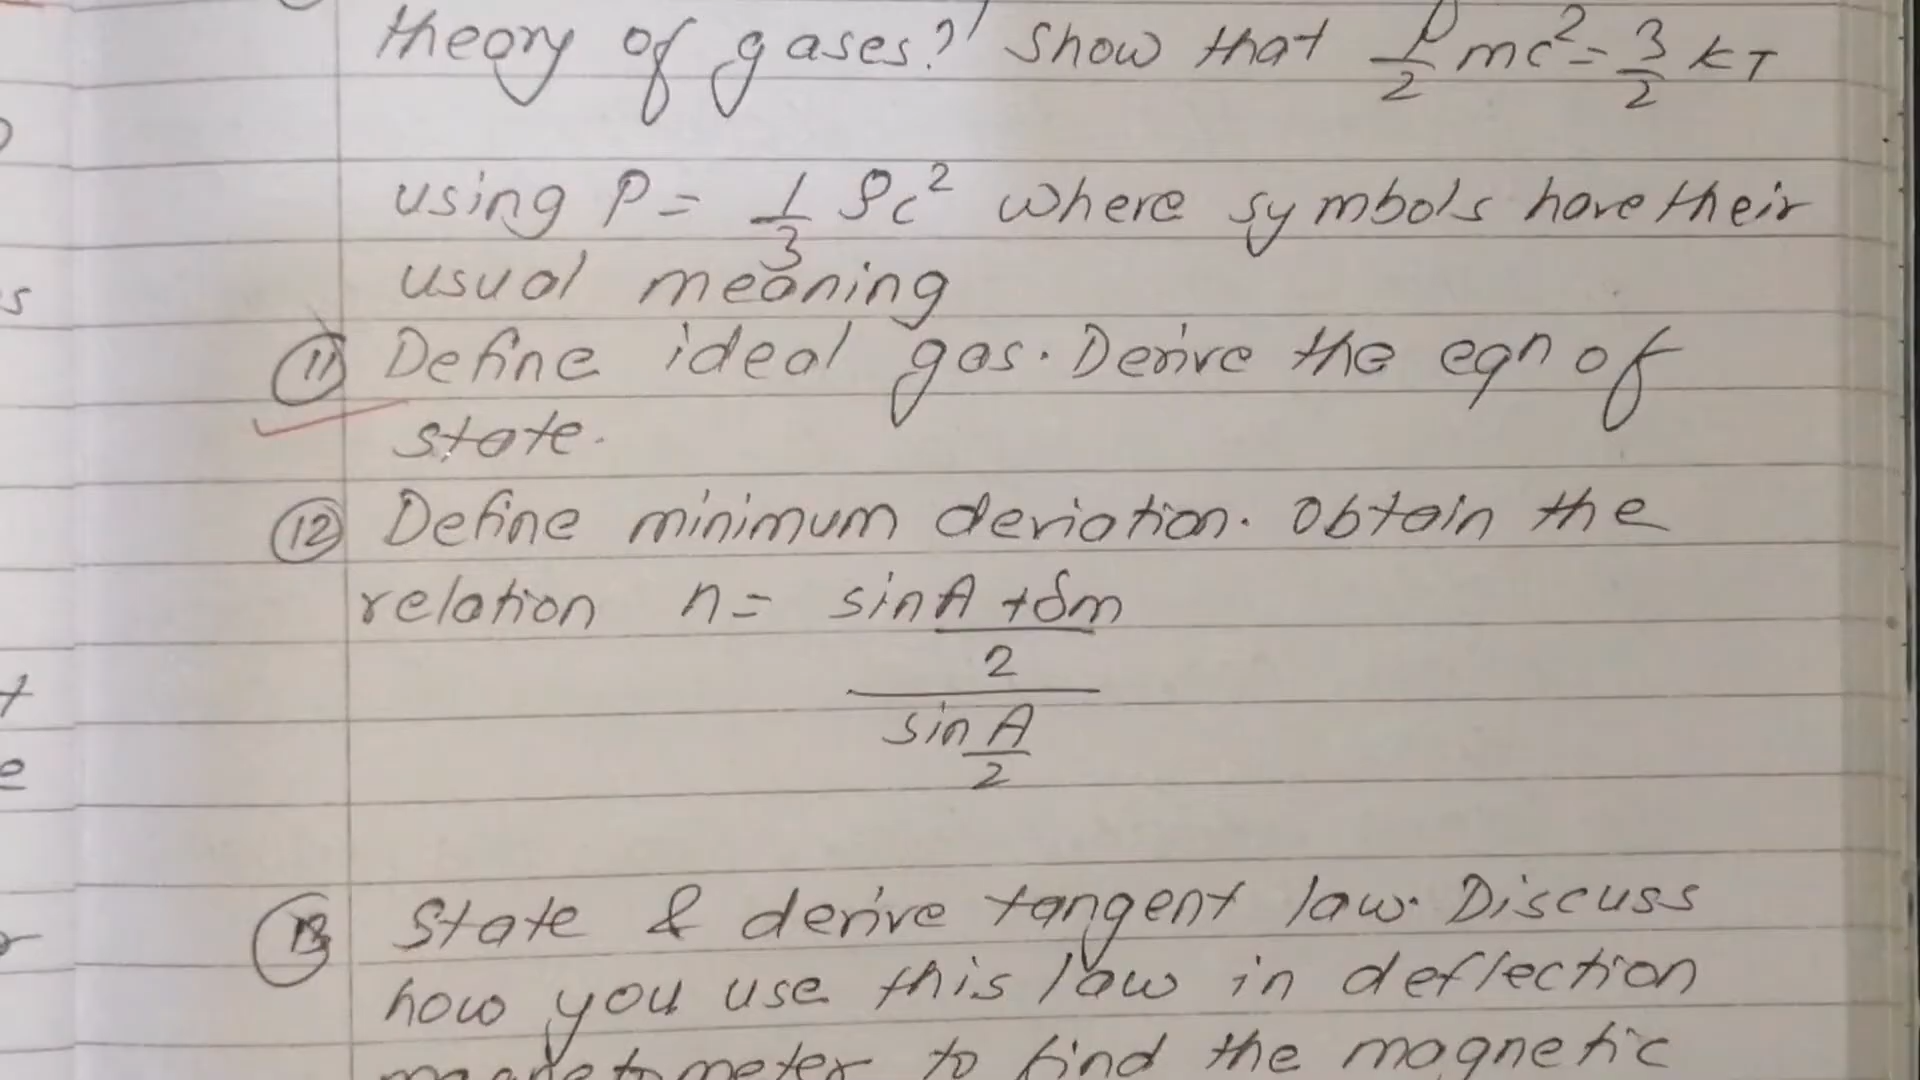 theory of gases? Show that 1/2 mc² = 3/2 KT
using P = 1/3 ρc² where symbols have their
usual meaning
⑪ Define ideal gas. Derive the eqn of
state.
⑫ Define minimum deviation. Obtain the
relation n = sin A + δm
2
sin A
2
⑬ State & derive tangent law. Discuss
how you use this law in deflection
magnetometer to find the magnetic